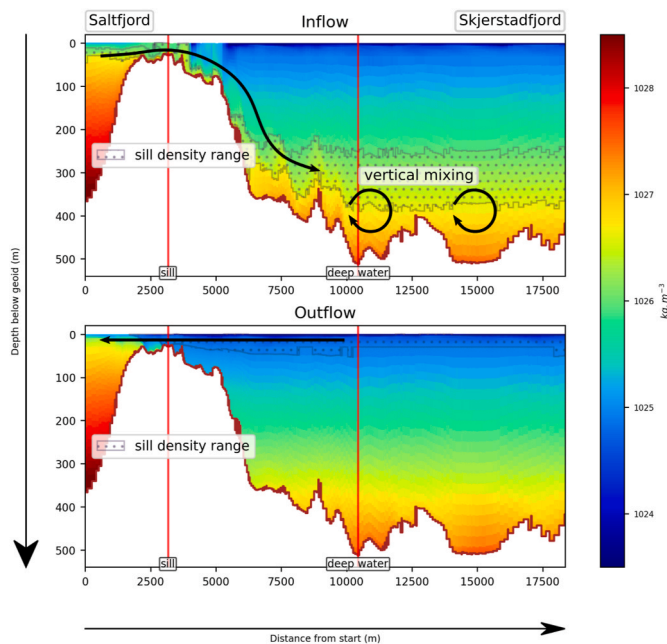 Saltfjord Inflow Skjerstadfjord
0
100
200
300
400
500
sill density range
vertical mixing
sill deep water
0 2500 5000 7500 10000 12500 15000 17500
Outflow
0
100
200
300
400
500
sill density range
sill deep water
0 2500 5000 7500 10000 12500 15000 17500
Depth below geoid (m)
Distance from start (m)
1028
1027
1026
1025
1024
kg. m⁻³